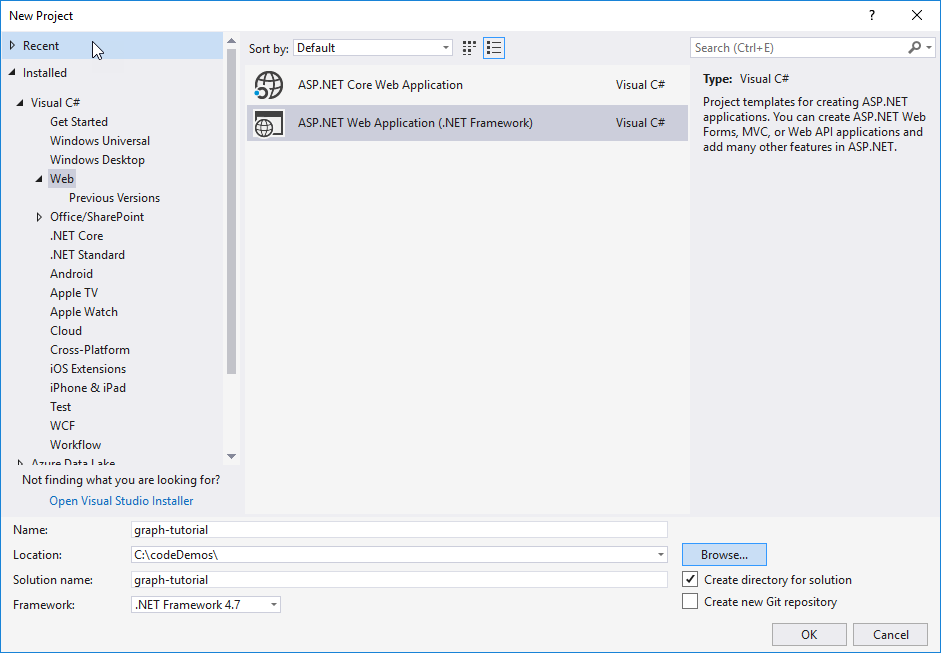 New Project
?
Recent
Installed
Visual C#
Get Started
Windows Universal
Windows Desktop
Web
Previous Versions
Office/SharePoint
.NET Core
.NET Standard
Android
Apple TV
Apple Watch
Cloud
Cross-Platform
iOS Extensions
iPhone & iPad
Test
WCF
Workflow
Azure Data Lake
Not finding what you are looking for?
Open Visual Studio Installer
Sort by: Default
ASP.NET Core Web Application Visual C#
ASP.NET Web Application (.NET Framework) Visual C#
Search (Ctrl+E)
Type: Visual C#
Project templates for creating ASP.NET
applications. You can create ASP.NET Web
Forms, MVC, or Web API applications and
add many other features in ASP.NET.
Name: graph-tutorial
Location: C:\codeDemos\ Browse...
Solution name: graph-tutorial
Create directory for solution
Framework: .NET Framework 4.7
Create new Git repository
OK Cancel